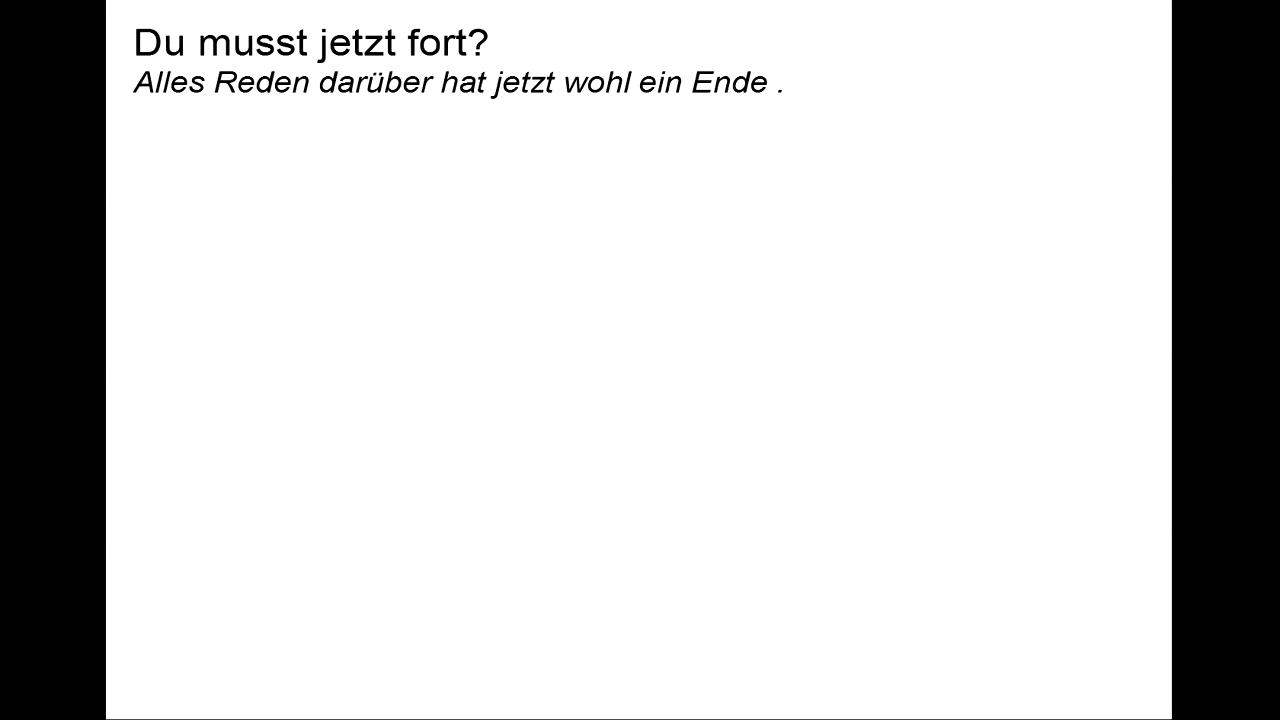 Du musst jetzt fort?
Alles Reden darüber hat jetzt wohl ein Ende .